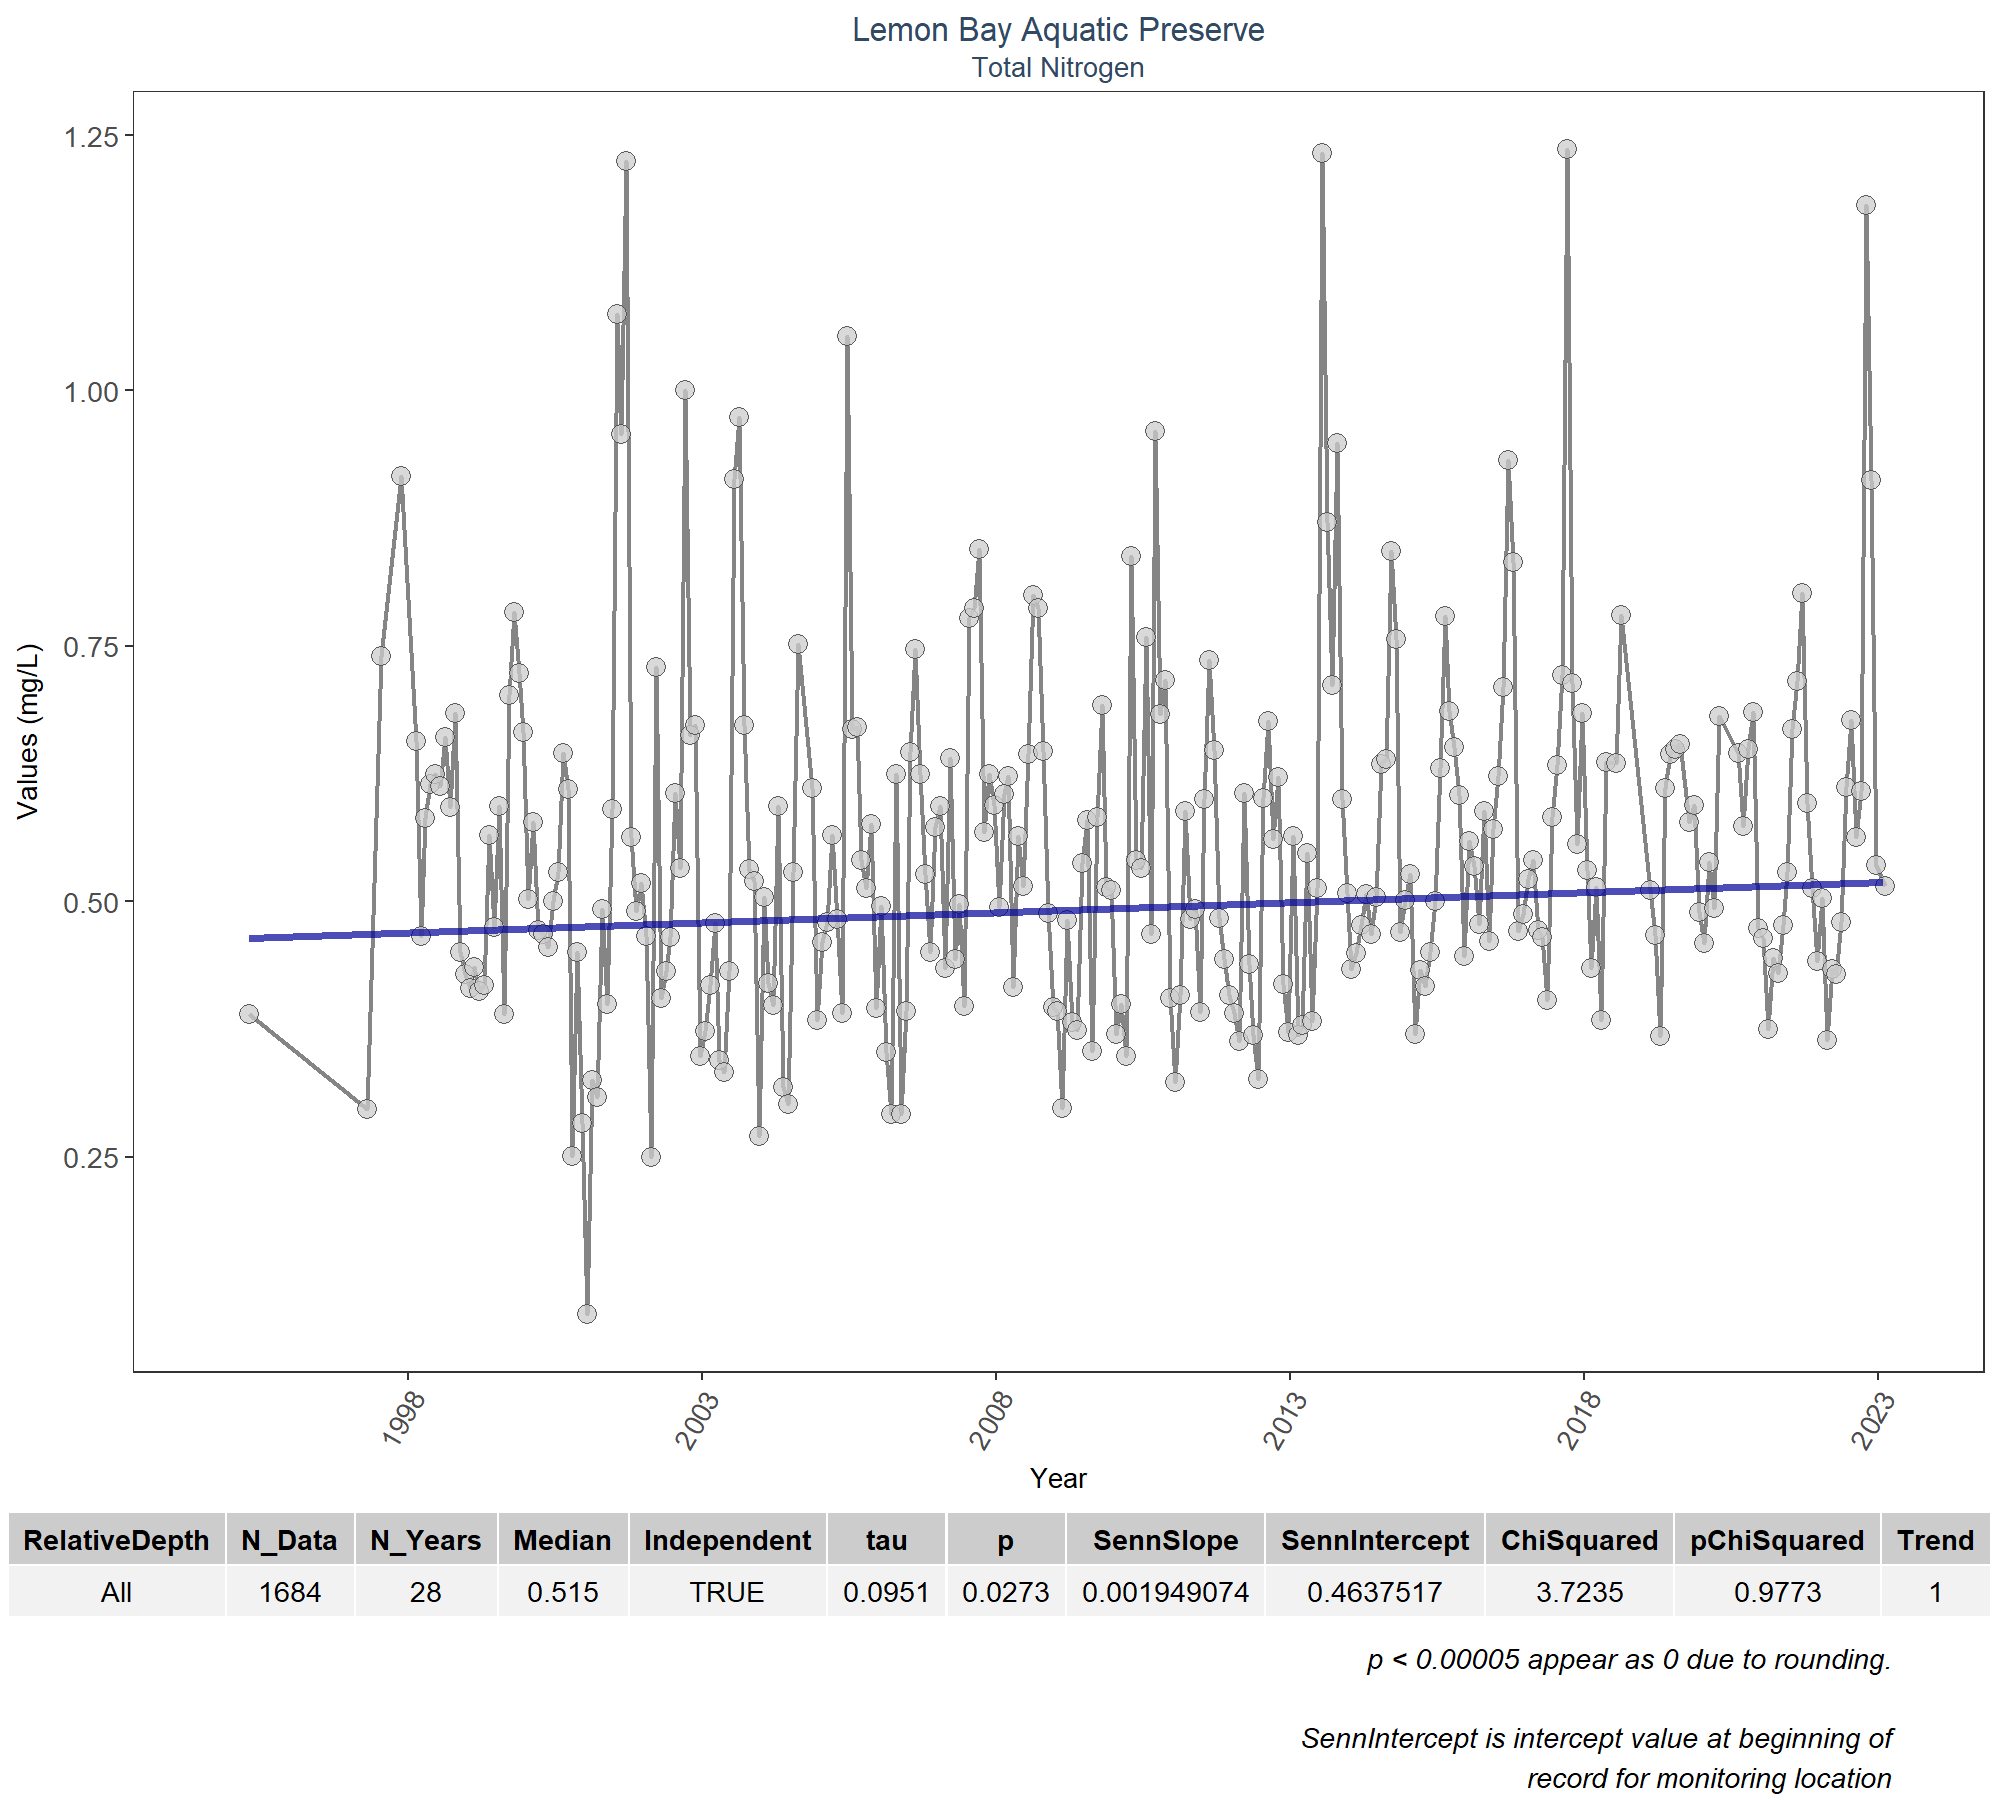 Lemon Bay Aquatic Preserve
Total Nitrogen
1.25
1.00
0.75
0.50
0.25
Values (mg/L)
1998 2003 2008 2013 2018 2023
Year
RelativeDepth N_Data N_Years Median Independent tau p SennSlope SennIntercept ChiSquared pChiSquared Trend
All 1684 28 0.515 TRUE 0.0951 0.0273 0.001949074 0.4637517 3.7235 0.9773 1
p < 0.00005 appear as 0 due to rounding.
SennIntercept is intercept value at beginning of
record for monitoring location